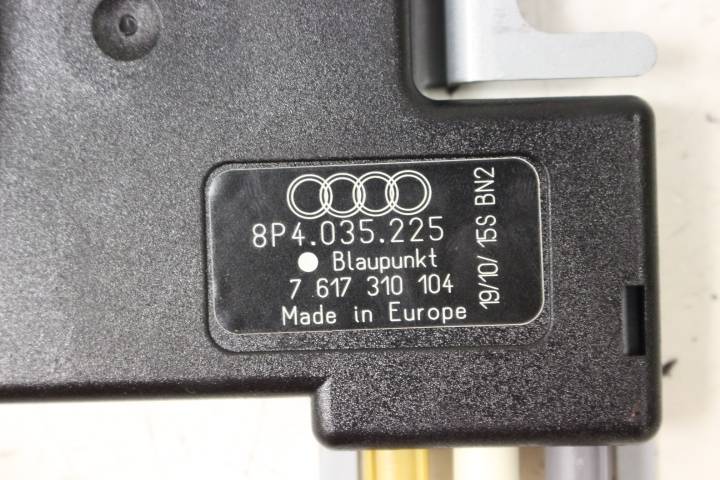 8P4.035.225
Blaupunkt
7 617 310 104
Made in Europe
19/10/ 15S BN2